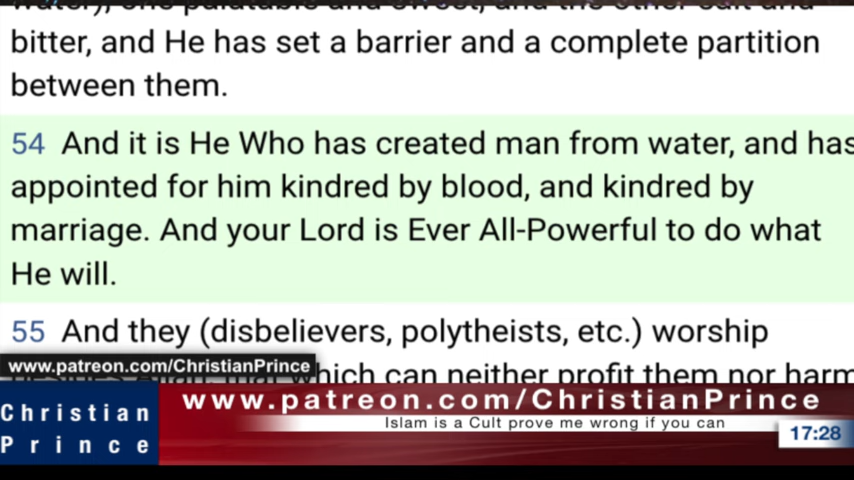 bitter, and He has set a barrier and a complete partition
between them.
54 And it is He Who has created man from water, and has
appointed for him kindred by blood, and kindred by
marriage. And your Lord is Ever All-Powerful to do what
He will.
55 And they (disbelievers, polytheists, etc.) worship
which can neither profit them nor harm
www.patreon.com/ChristianPrince
Christian
Prince
www.patreon.com/ChristianPrince
Islam is a Cult prove me wrong if you can
17:28